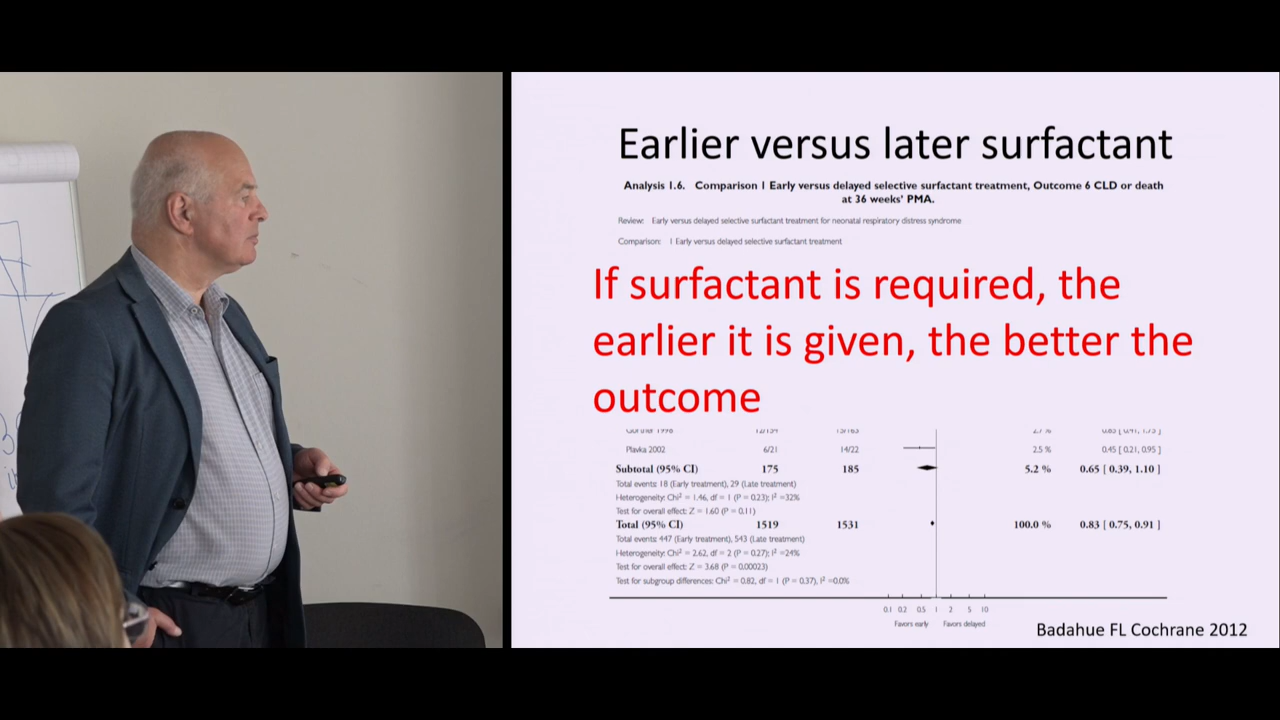 Earlier versus later surfactant
Analysis 1.6. Comparison 1 Early versus delayed selective surfactant treatment, Outcome 6 CLD or death
at 36 weeks' PMA.
Review: Early versus delayed selective surfactant treatment for neonatal respiratory distress syndrome
Comparison: 1 Early versus delayed selective surfactant treatment
If surfactant is required, the
earlier it is given, the better the
outcome
Plavka 2002 6/21 14/22 2.5 % 0.45 [ 0.21, 0.95 ]
Subtotal (95% CI) 175 185 5.2 % 0.65 [ 0.39, 1.10 ]
Total events: 18 (Early treatment), 29 (Late treatment)
Heterogeneity: Chi² = 1.46, df = 1 (P = 0.23); I² =32%
Test for overall effect: Z = 1.60 (P = 0.11)
Total (95% CI) 1519 1531 100.0 % 0.83 [ 0.75, 0.91 ]
Total events: 447 (Early treatment), 543 (Late treatment)
Heterogeneity: Chi² = 2.62, df = 2 (P = 0.27); I² =24%
Test for overall effect: Z = 3.68 (P = 0.00023)
Test for subgroup differences: Chi² = 0.82, df = 1 (P = 0.37), I² =0.0%
0.1 0.2 0.5 1 2 5 10
Favors early Favors delayed
Badahue FL Cochrane 2012